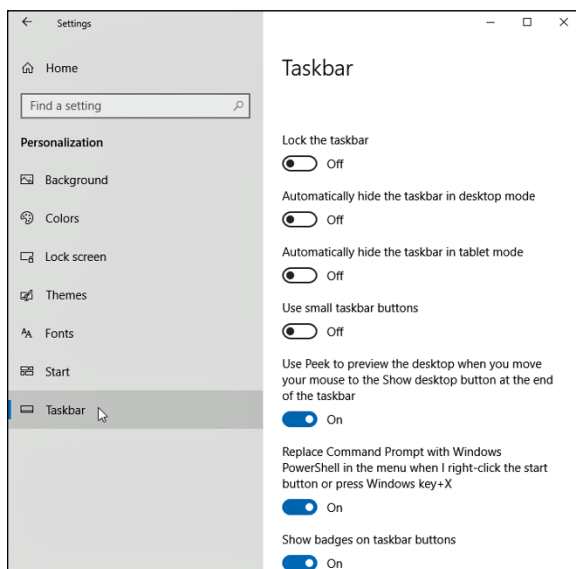 Settings
Home
Find a setting
Personalization
Background
Colors
Lock screen
Themes
Fonts
Start
Taskbar
Taskbar
Lock the taskbar
Off
Automatically hide the taskbar in desktop mode
Off
Automatically hide the taskbar in tablet mode
Off
Use small taskbar buttons
Off
Use Peek to preview the desktop when you move
your mouse to the Show desktop button at the end
of the taskbar
On
Replace Command Prompt with Windows
PowerShell in the menu when I right-click the start
button or press Windows key+X
On
Show badges on taskbar buttons
On